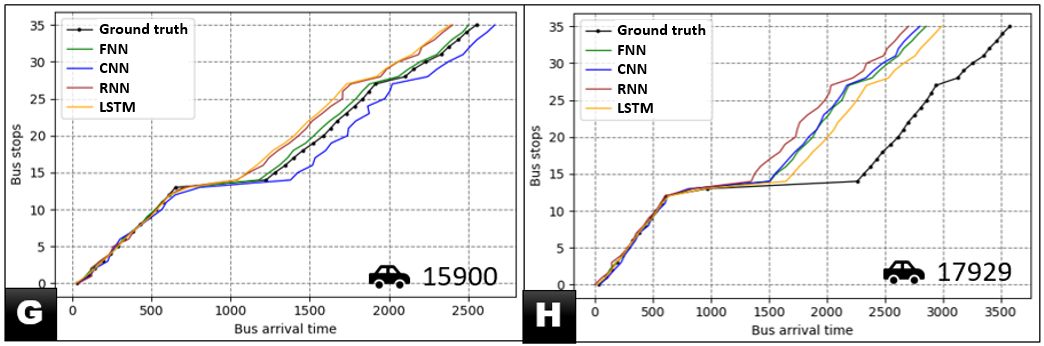 Ground truth
FNN
CNN
RNN
LSTM
35
30
25
20
15
10
5
0
Bus stops
0 500 1000 1500 2000 2500
Bus arrival time
15900
G
Ground truth
FNN
CNN
RNN
LSTM
35
30
25
20
15
10
5
0
Bus stops
0 500 1000 1500 2000 2500 3000 3500
Bus arrival time
17929
H